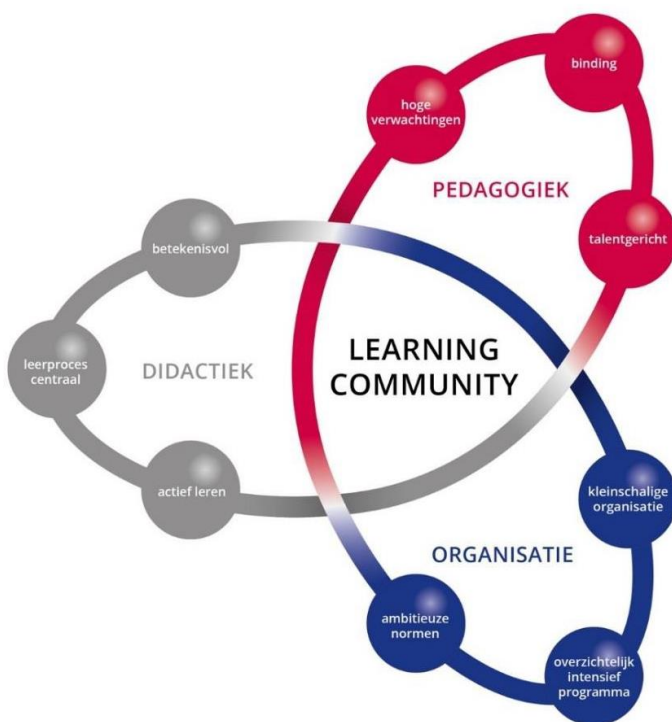 binding
hoge
verwachtingen
PEDAGOGIEK
talentgericht
betekenisvol
leerproces
centraal
DIDACTIEK
LEARNING
COMMUNITY
actief leren
kleinschalige
organisatie
ORGANISATIE
ambitieuze
normen
overzichtelijk
intensief
programma